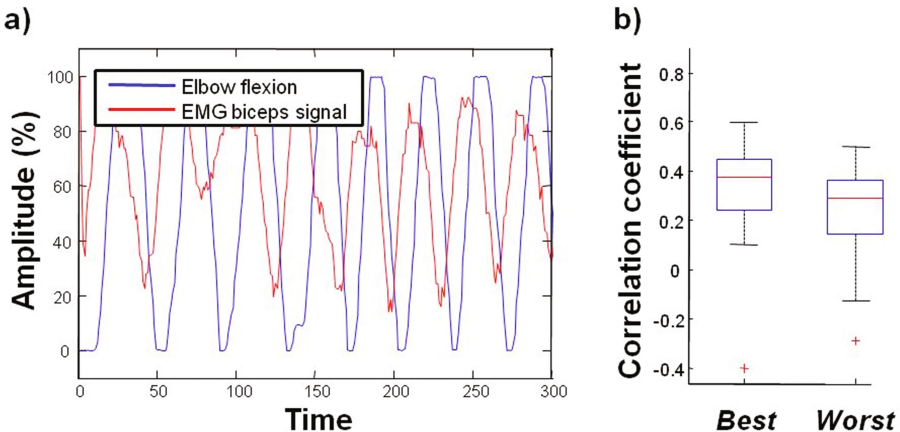 a)
Amplitude (%)
100
80
60
40
20
0
Elbow flexion
EMG biceps signal
0 50 100 150 200 250 300
Time
b)
Correlation coefficient
0.8
0.6
0.4
0.2
0
-0.2
-0.4
Best Worst